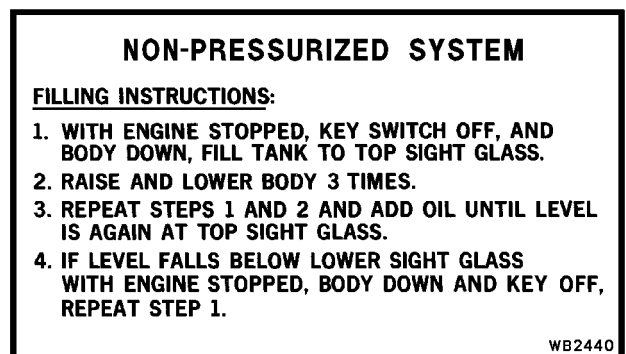 NON-PRESSURIZED SYSTEM
FILLING INSTRUCTIONS:
1. WITH ENGINE STOPPED, KEY SWITCH OFF, AND
BODY DOWN, FILL TANK TO TOP SIGHT GLASS.
2. RAISE AND LOWER BODY 3 TIMES.
3. REPEAT STEPS 1 AND 2 AND ADD OIL UNTIL LEVEL
IS AGAIN AT TOP SIGHT GLASS.
4. IF LEVEL FALLS BELOW LOWER SIGHT GLASS
WITH ENGINE STOPPED, BODY DOWN AND KEY OFF,
REPEAT STEP 1.
WB2440